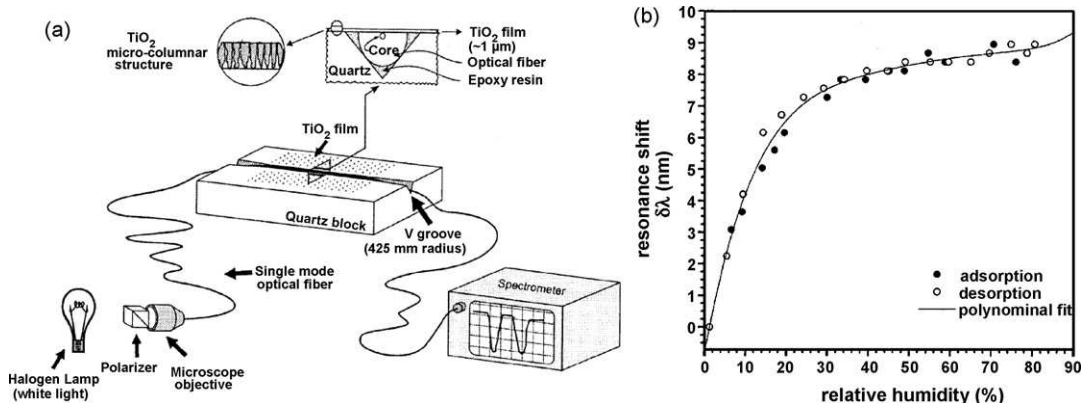 (a)
TiO2
micro-columnar
structure
Core
Quartz
TiO2 film
(~1 µm)
Optical fiber
Epoxy resin
TiO2 film
Quartz block
V groove
(425 mm radius)
Single mode
optical fiber
Spectrometer
Halogen Lamp
(white light)
Polarizer
Microscope
objective
(b)
resonance shift
δλ (nm)
10
9
8
7
6
5
4
3
2
1
0
adsorption
desorption
polynominal fit
0 10 20 30 40 50 60 70 80 90
relative humidity (%)